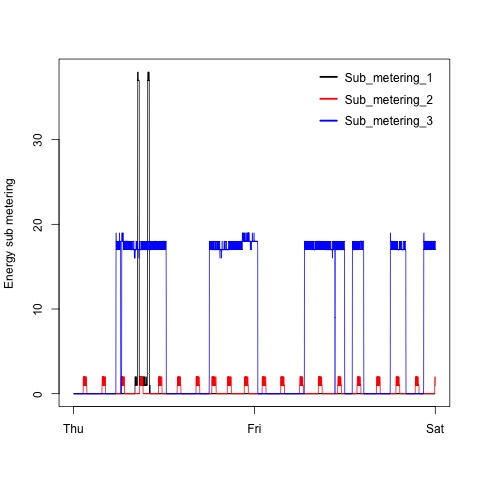 Sub_metering_1
Sub_metering_2
Sub_metering_3
Energy sub metering
30
20
10
0
Thu Fri Sat